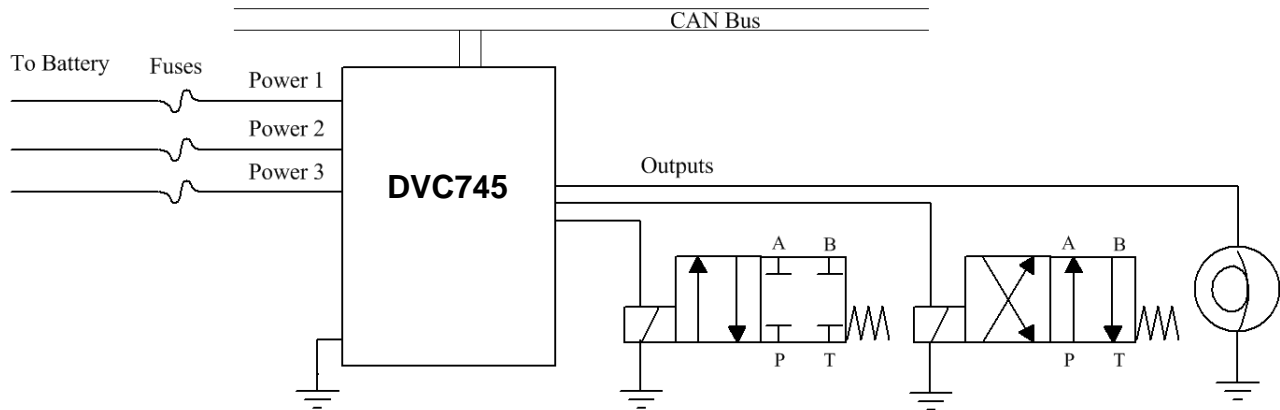 CAN Bus
To Battery Fuses Power 1
Power 2
Power 3
DVC745
Outputs
A B
P T
A B
P T